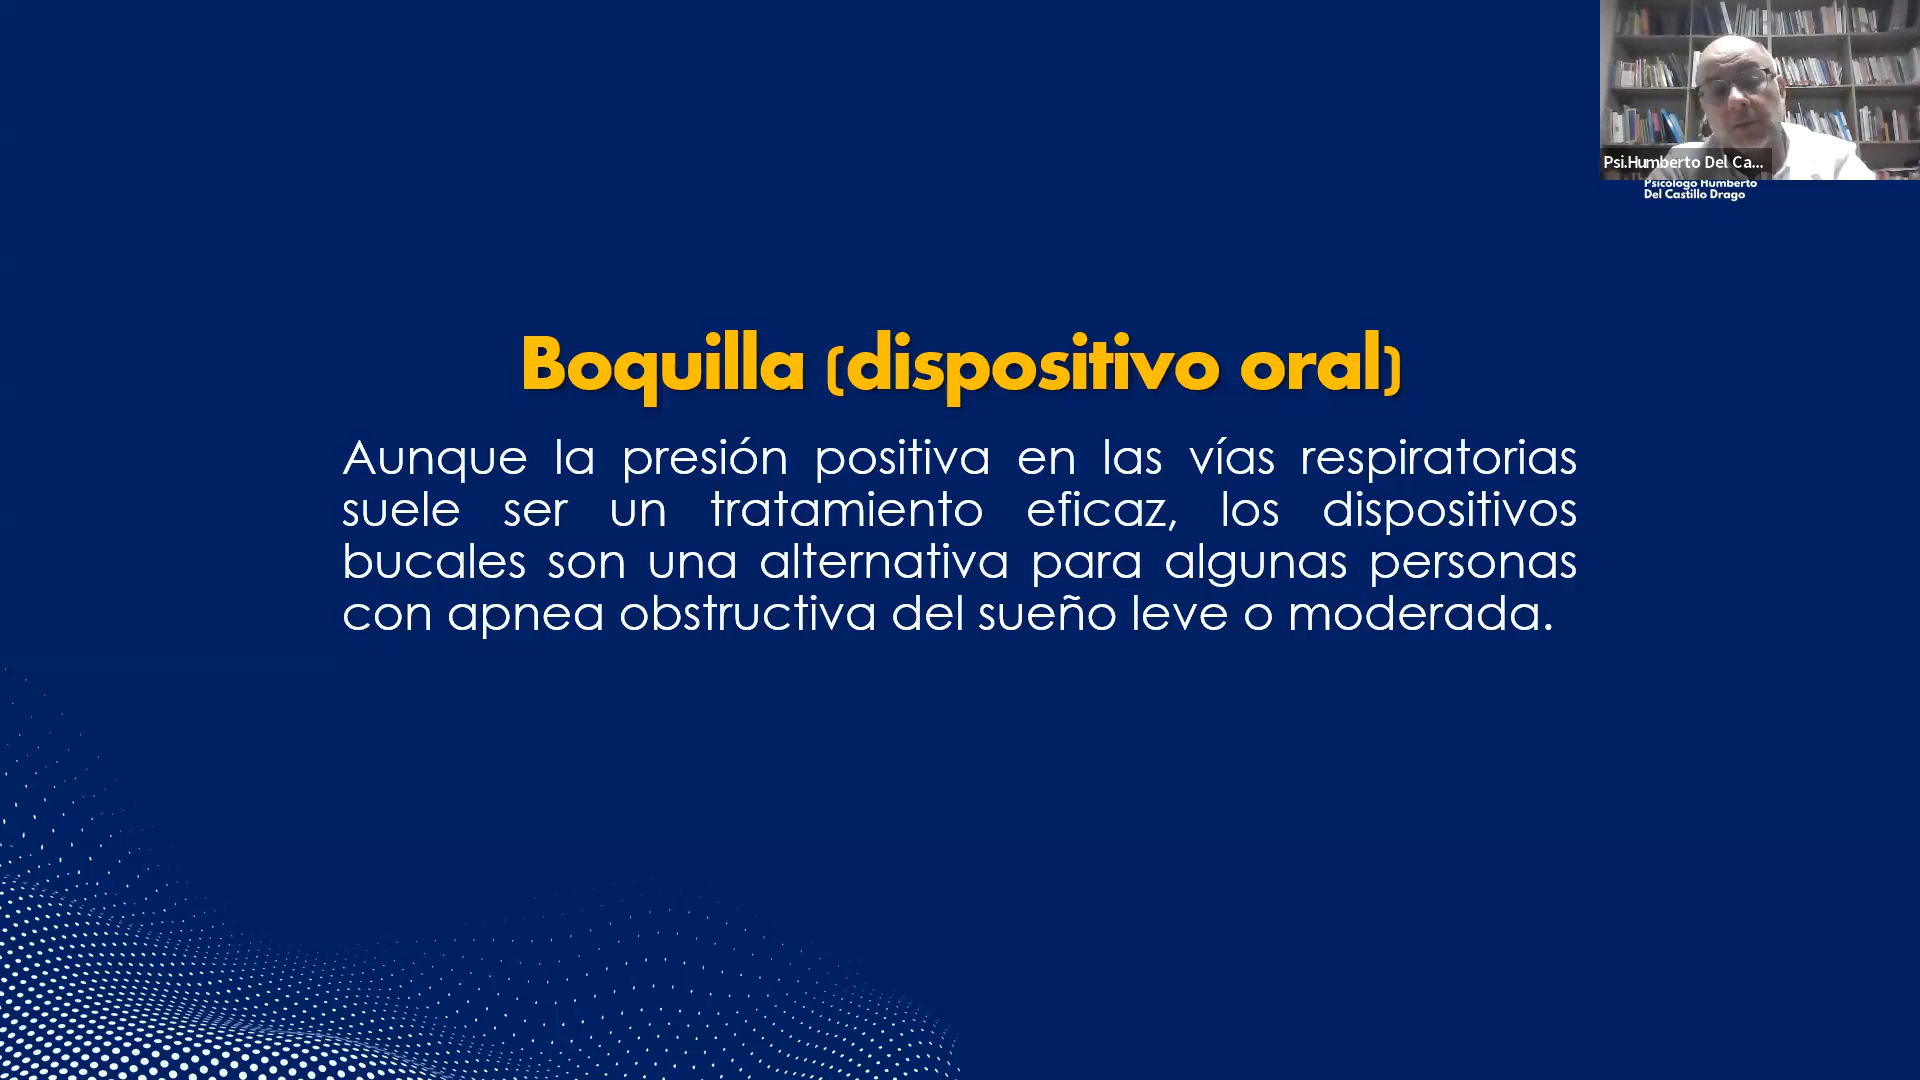 Psi.Humberto Del Ca...
Psicólogo Humberto
Del Castillo Drago
Boquilla (dispositivo oral)
Aunque la presión positiva en las vías respiratorias
suele ser un tratamiento eficaz, los dispositivos
bucales son una alternativa para algunas personas
con apnea obstructiva del sueño leve o moderada.